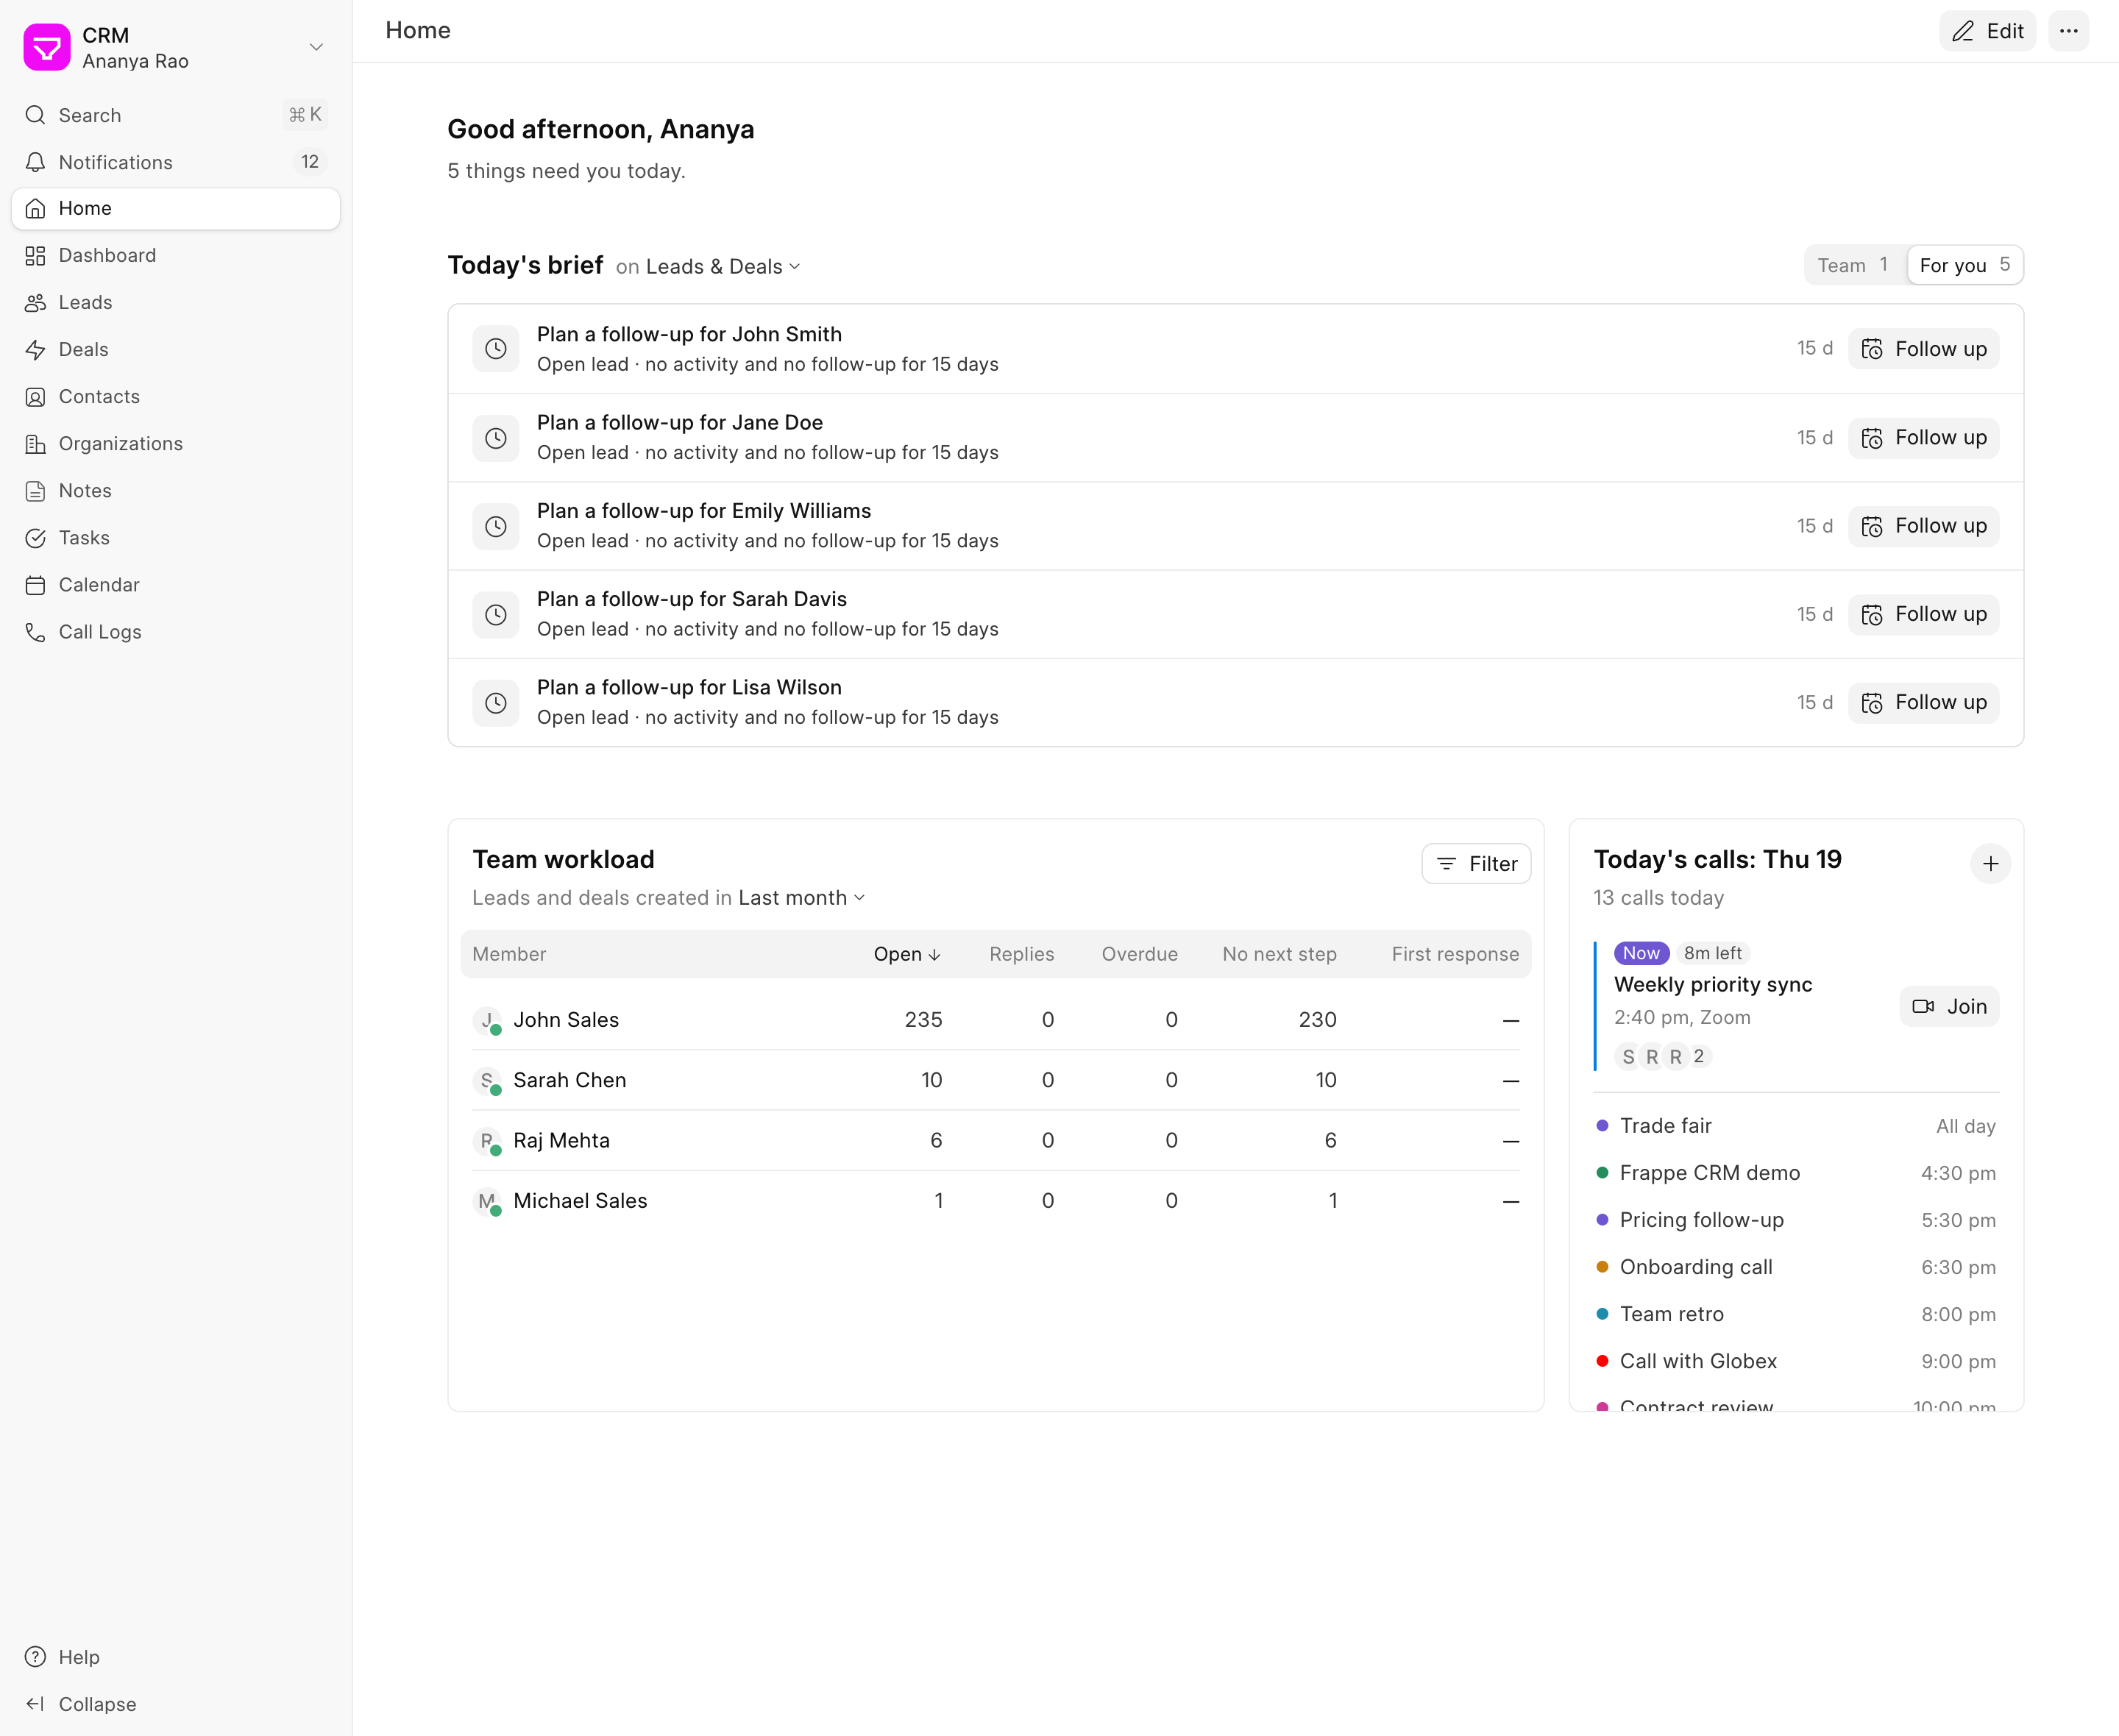 CRM
Ananya Rao
Search ⌘ K
Notifications 12
Home
Dashboard
Leads
Deals
Contacts
Organizations
Notes
Tasks
Calendar
Call Logs
Help
Collapse
Home
Edit
Good afternoon, Ananya
5 things need you today.
Today's brief on Leads & Deals
Team 1 For you 5
Plan a follow-up for John Smith
Open lead · no activity and no follow-up for 15 days
15 d Follow up
Plan a follow-up for Jane Doe
Open lead · no activity and no follow-up for 15 days
15 d Follow up
Plan a follow-up for Emily Williams
Open lead · no activity and no follow-up for 15 days
15 d Follow up
Plan a follow-up for Sarah Davis
Open lead · no activity and no follow-up for 15 days
15 d Follow up
Plan a follow-up for Lisa Wilson
Open lead · no activity and no follow-up for 15 days
15 d Follow up
Team workload
Filter
Leads and deals created in Last month
Member Open ↓ Replies Overdue No next step First response
J John Sales 235 0 0 230 —
S Sarah Chen 10 0 0 10 —
R Raj Mehta 6 0 0 6 —
M Michael Sales 1 0 0 1 —
Today's calls: Thu 19
13 calls today
Now 8m left
Weekly priority sync
2:40 pm, Zoom
S R R 2
Join
Trade fair All day
Frappe CRM demo 4:30 pm
Pricing follow-up 5:30 pm
Onboarding call 6:30 pm
Team retro 8:00 pm
Call with Globex 9:00 pm
Contract review 10:00 pm